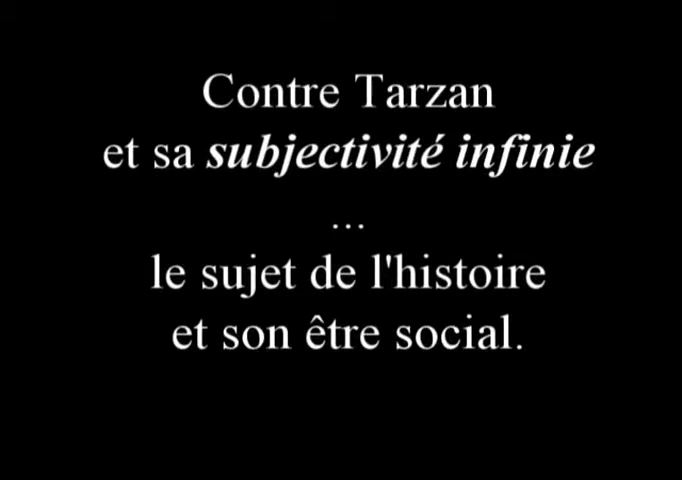 Contre Tarzan
et sa subjectivité infinie
...
le sujet de l'histoire
et son être social.